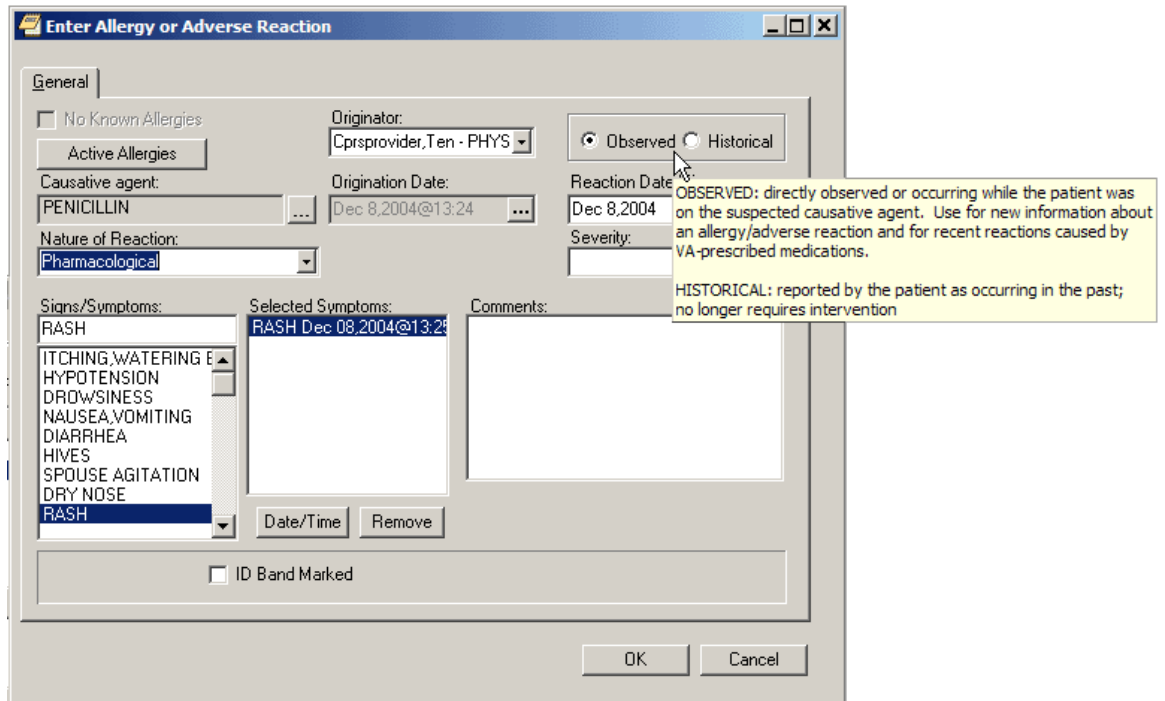 Enter Allergy or Adverse Reaction
General
No Known Allergies
Active Allergies
Originator:
Cprsprovider,Ten - PHYS
Observed
Historical
Causative agent:
PENICILLIN
...
Origination Date:
Dec 8,2004@13:24
...
Reaction Date
Dec 8,2004
OBSERVED: directly observed or occurring while the patient was
on the suspected causative agent.  Use for new information about
an allergy/adverse reaction and for recent reactions caused by
VA-prescribed medications.
HISTORICAL: reported by the patient as occurring in the past;
no longer requires intervention
Nature of Reaction:
Pharmacological
Severity:
Signs/Symptoms:
RASH
ITCHING,WATERING E
HYPOTENSION
DROWSINESS
NAUSEA,VOMITING
DIARRHEA
HIVES
SPOUSE AGITATION
DRY NOSE
RASH
Selected Symptoms:
RASH Dec 08,2004@13:25
Date/Time
Remove
Comments:
ID Band Marked
OK
Cancel